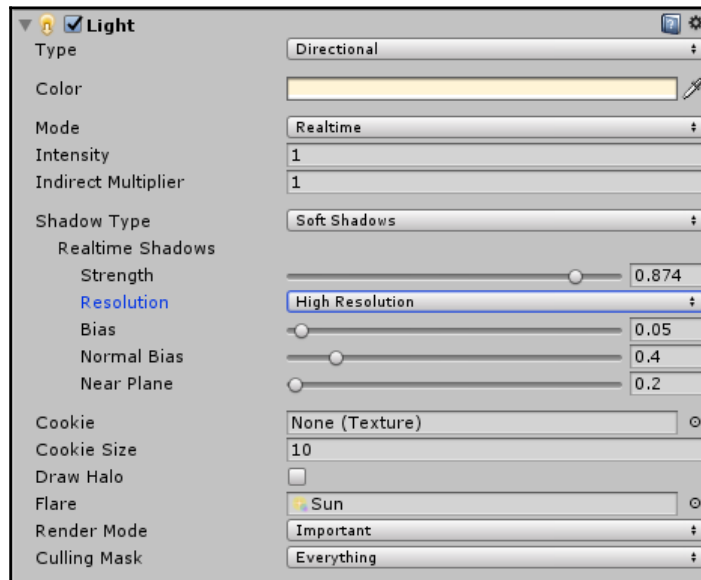 Light
Type Directional
Color
Mode Realtime
Intensity 1
Indirect Multiplier 1
Shadow Type Soft Shadows
Realtime Shadows
Strength 0.874
Resolution High Resolution
Bias 0.05
Normal Bias 0.4
Near Plane 0.2
Cookie None (Texture)
Cookie Size 10
Draw Halo
Flare Sun
Render Mode Important
Culling Mask Everything